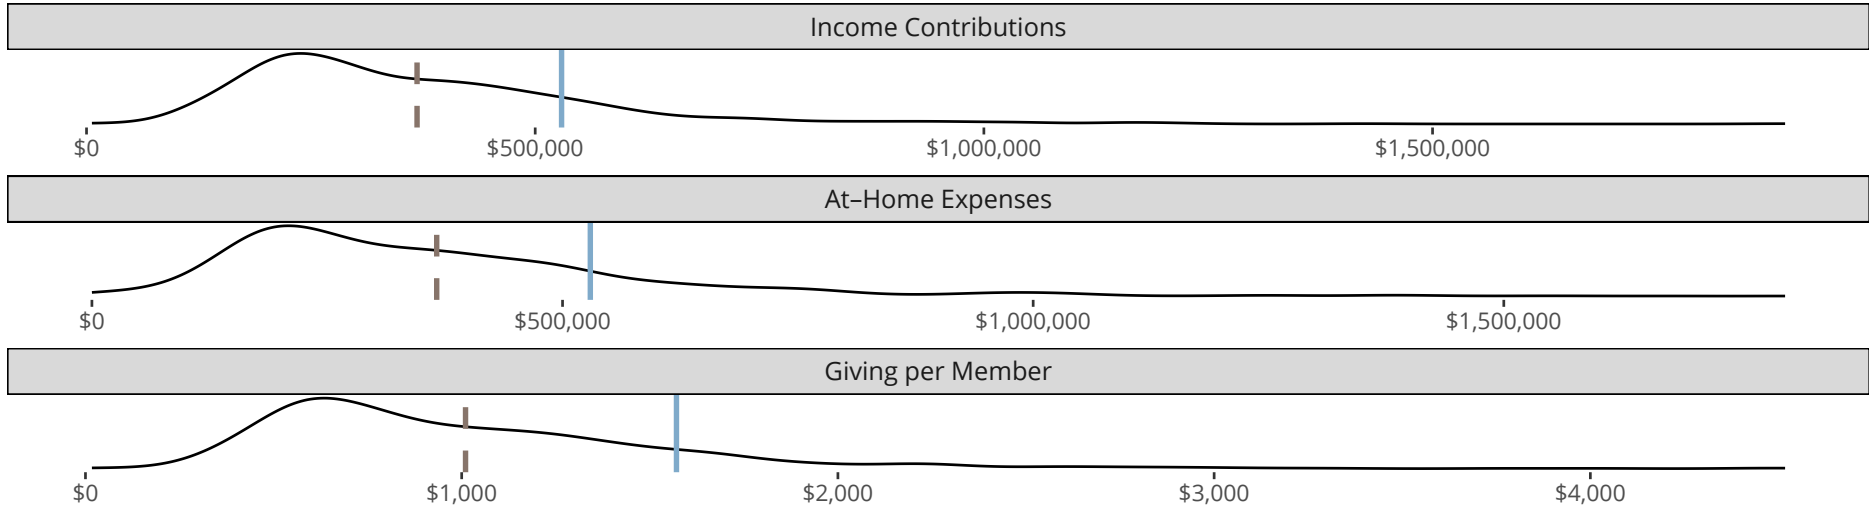 Income Contributions
$0 $500,000 $1,000,000 $1,500,000
At–Home Expenses
$0 $500,000 $1,000,000 $1,500,000
Giving per Member
$0 $1,000 $2,000 $3,000 $4,000